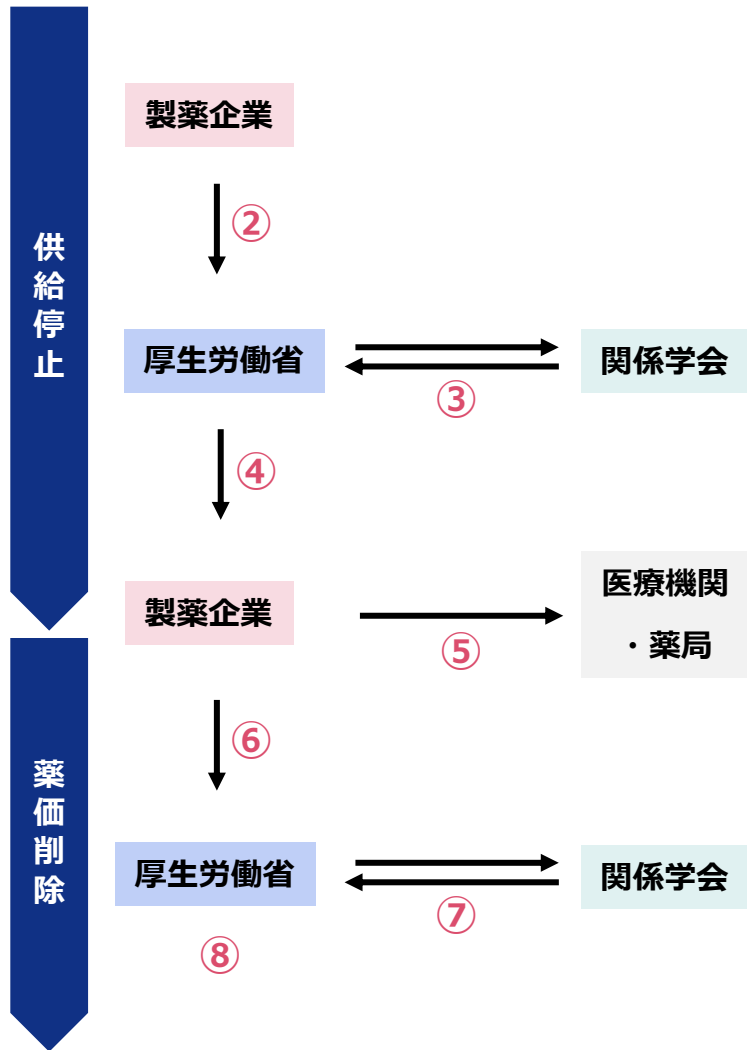 供給停止
製薬企業
②
厚生労働省
関係学会
③
④
製薬企業
医療機関
・薬局
⑤
薬価削除
⑥
厚生労働省
関係学会
⑦
⑧